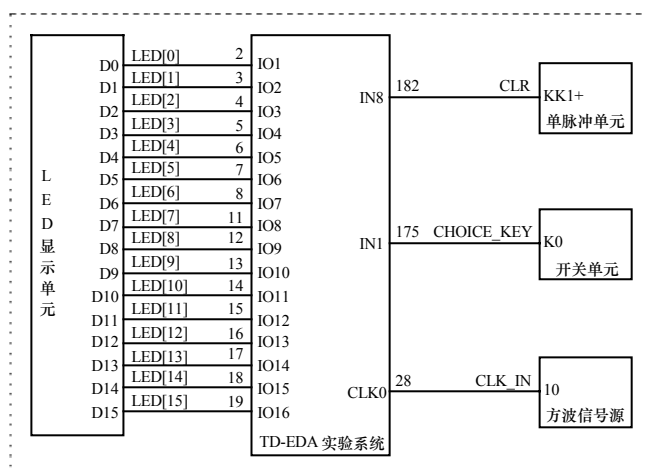 LED显示单元
D0 LED[0] 2 IO1
D1 LED[1] 3 IO2
D2 LED[2] 4 IO3
D3 LED[3] 5 IO4
D4 LED[4] 6 IO5
D5 LED[5] 7 IO6
D6 LED[6] 8 IO7
D7 LED[7] 11 IO8
D8 LED[8] 12 IO9
D9 LED[9] 13 IO10
D10 LED[10] 14 IO11
D11 LED[11] 15 IO12
D12 LED[12] 16 IO13
D13 LED[13] 17 IO14
D14 LED[14] 18 IO15
D15 LED[15] 19 IO16
TD-EDA 实验系统
IN8 182 CLR KK1+
单脉冲单元
IN1 175 CHOICE_KEY K0
开关单元
CLK0 28 CLK_IN 10
方波信号源